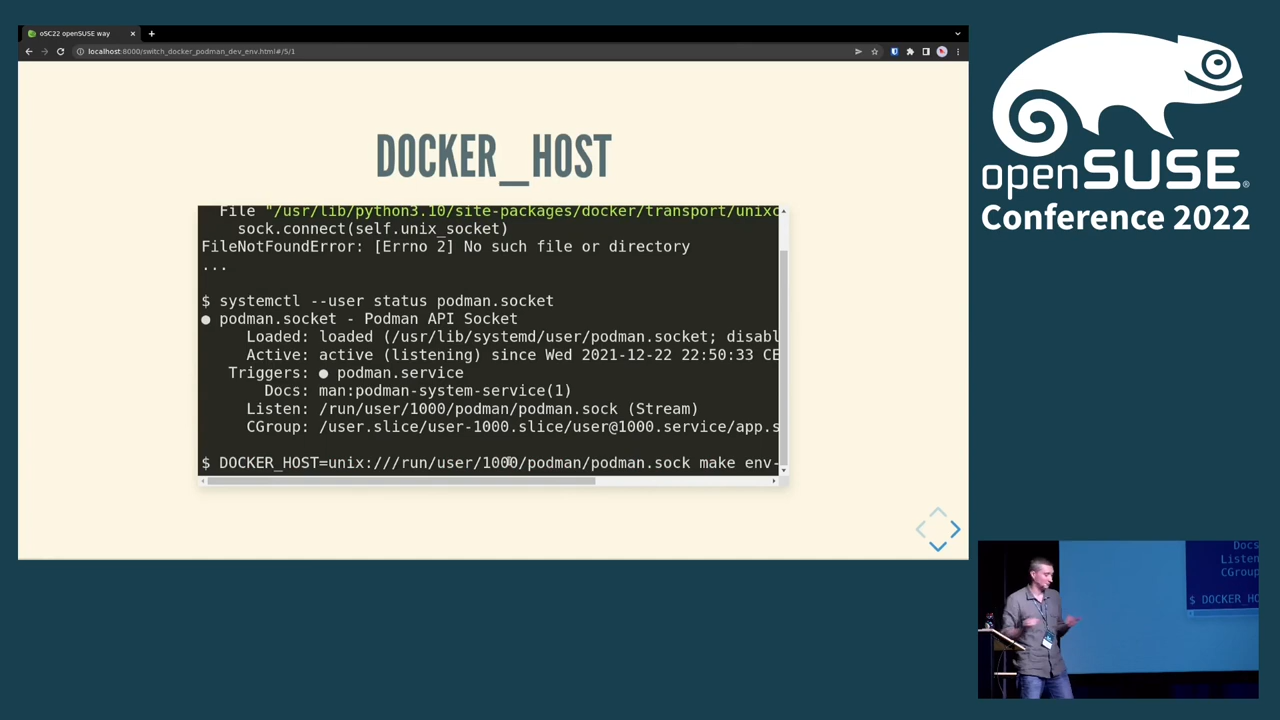 oSC22 openSUSE way
localhost:8000/switch_docker_podman_dev_env.html#/5/1
DOCKER_HOST
File "/usr/lib/python3.10/site-packages/docker/transport/unixc
sock.connect(self.unix_socket)
FileNotFoundError: [Errno 2] No such file or directory
...
$ systemctl --user status podman.socket
● podman.socket - Podman API Socket
Loaded: loaded (/usr/lib/systemd/user/podman.socket; disabl
Active: active (listening) since Wed 2021-12-22 22:50:33 CE
Triggers: ● podman.service
Docs: man:podman-system-service(1)
Listen: /run/user/1000/podman/podman.sock (Stream)
CGroup: /user.slice/user-1000.slice/user@1000.service/app.s
$ DOCKER_HOST=unix:///run/user/1000/podman/podman.sock make env-
openSUSE®
Conference 2022
Docs
Listen
CGroup
$ DOCKER_HO